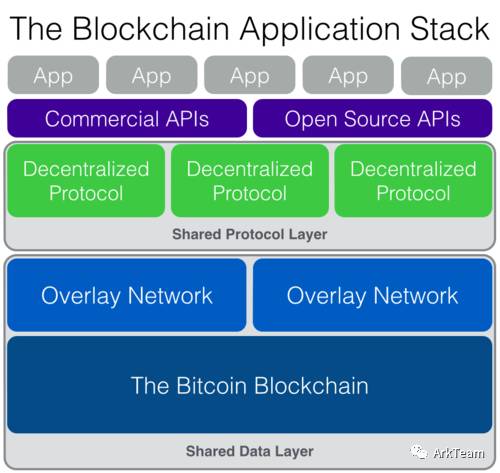 The Blockchain Application Stack
App App App App App
Commercial APIs Open Source APIs
Decentralized Decentralized Decentralized
Protocol Protocol Protocol
Shared Protocol Layer
Overlay Network Overlay Network
The Bitcoin Blockchain
Shared Data Layer
ArkTeam